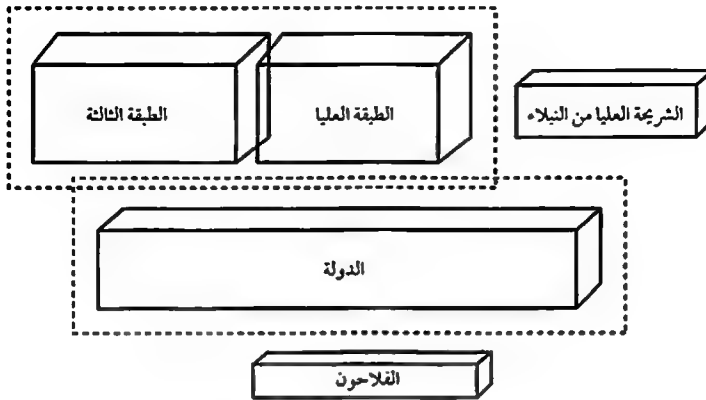 الشريحة العليا من النبلاء
الطبقة العليا
الطبقة الثالثة
الدولة
الفلاحون